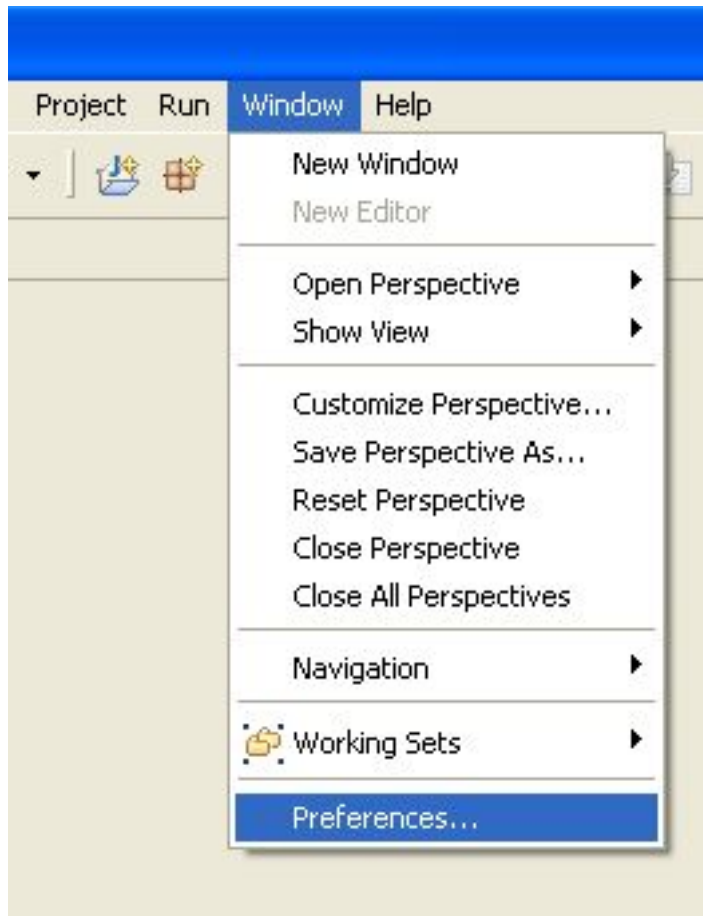 Project Run Window Help
New Window
New Editor
Open Perspective
Show View
Customize Perspective...
Save Perspective As...
Reset Perspective
Close Perspective
Close All Perspectives
Navigation
Working Sets
Preferences...